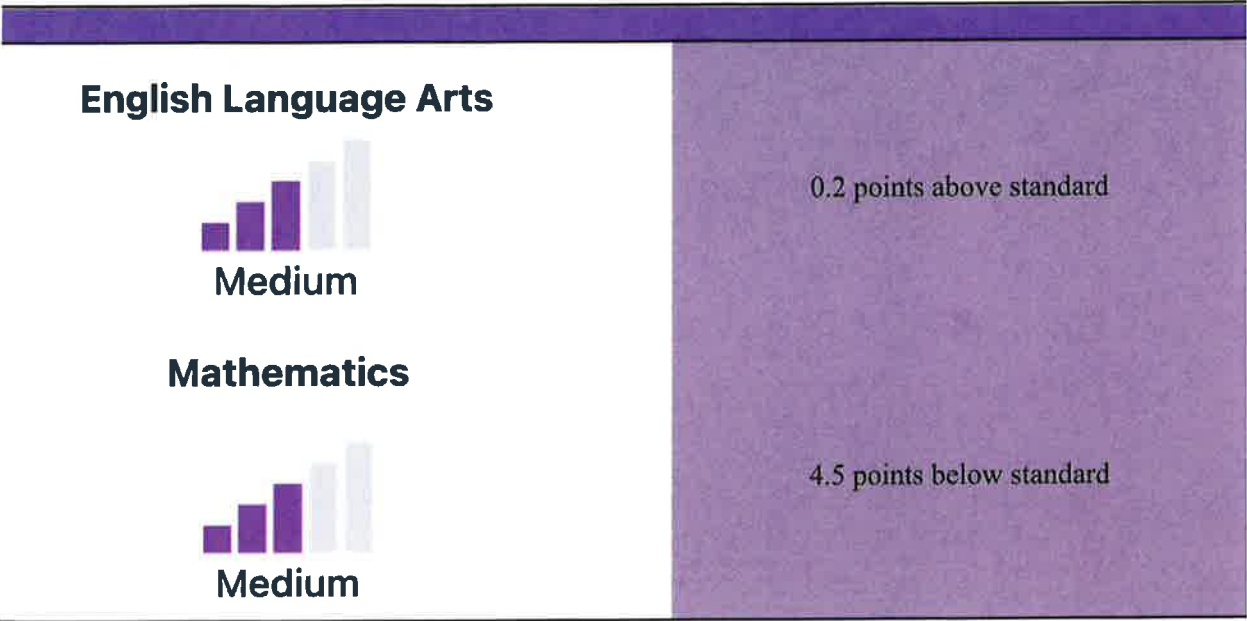 English Language Arts
0.2 points above standard
Medium
Mathematics
4.5 points below standard
Medium